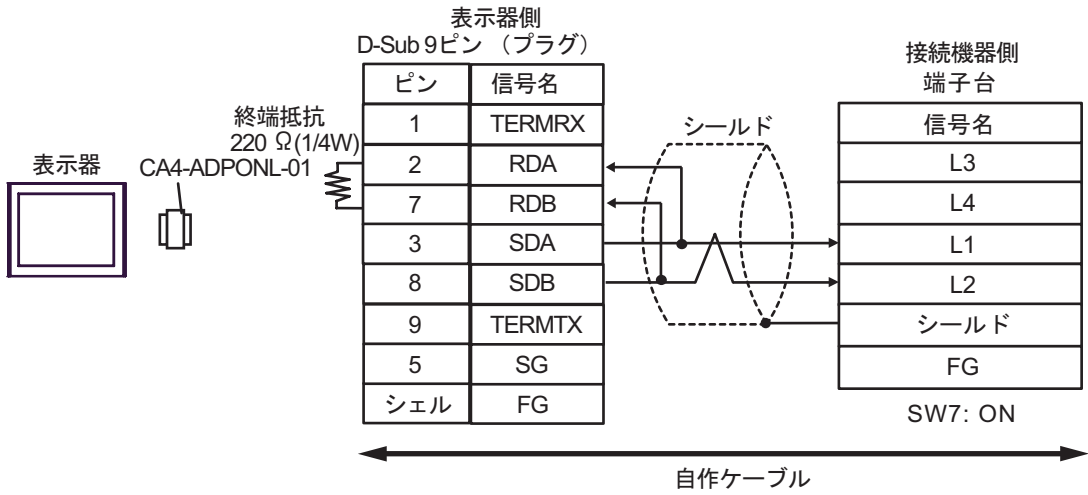 表示器側
D-Sub 9ピン （プラグ）
ピン 信号名
1 TERMRX
2 RDA
7 RDB
3 SDA
8 SDB
9 TERMTX
5 SG
シェル FG
終端抵抗
220 Ω(1/4W)
表示器
CA4-ADPONL-01
シールド
接続機器側
端子台
信号名
L3
L4
L1
L2
シールド
FG
SW7: ON
自作ケーブル